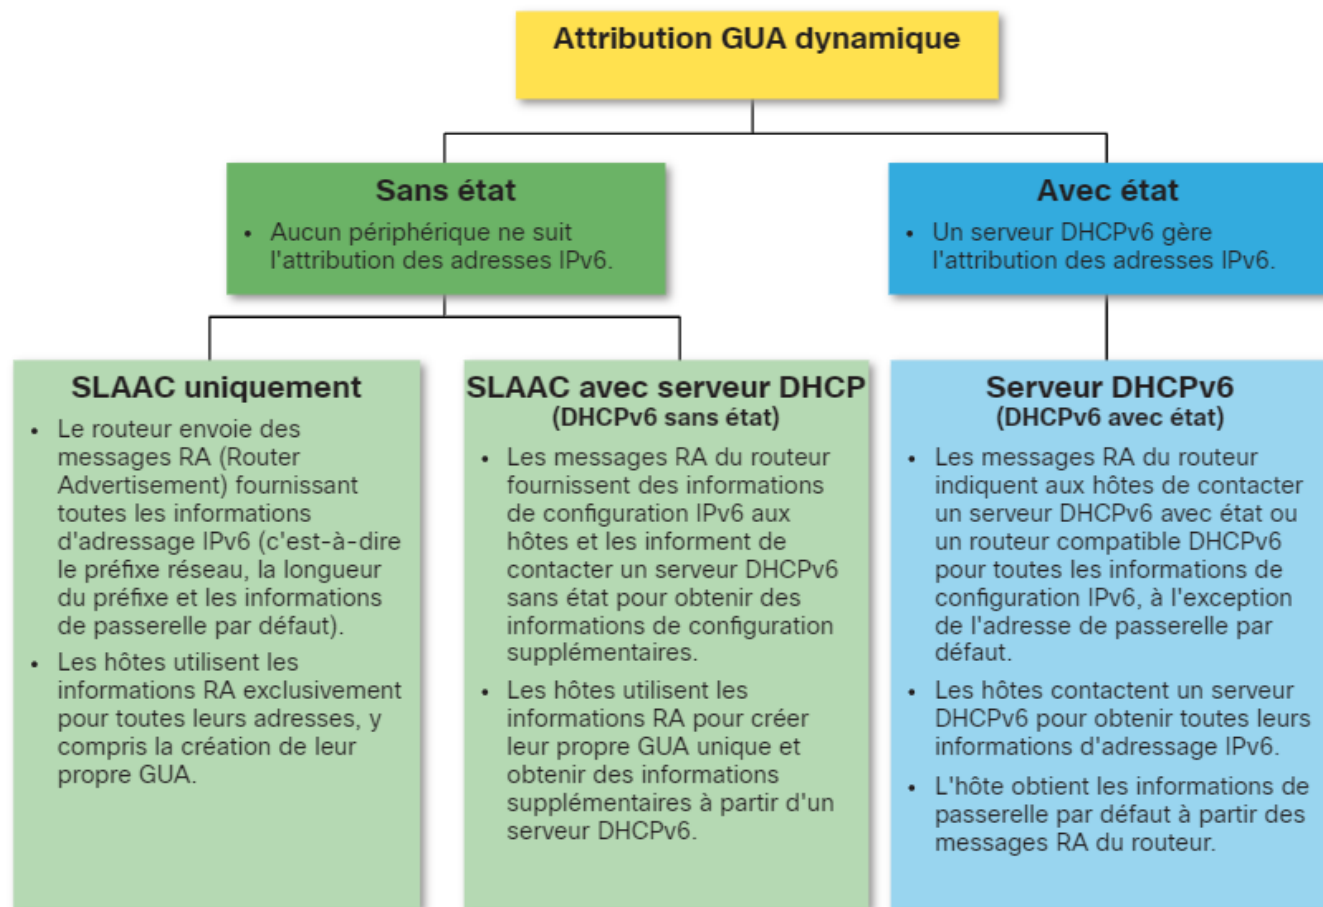 Attribution GUA dynamique
Sans état
• Aucun périphérique ne suit
l'attribution des adresses IPv6.
Avec état
• Un serveur DHCPv6 gère
l'attribution des adresses IPv6.
SLAAC uniquement
• Le routeur envoie des
messages RA (Router
Advertisement) fournissant
toutes les informations
d'adressage IPv6 (c'est-à-dire
le préfixe réseau, la longueur
du préfixe et les informations
de passerelle par défaut).
• Les hôtes utilisent les
informations RA exclusivement
pour toutes leurs adresses, y
compris la création de leur
propre GUA.
SLAAC avec serveur DHCP
(DHCPv6 sans état)
• Les messages RA du routeur
fournissent des informations
de configuration IPv6 aux
hôtes et les informent de
contacter un serveur DHCPv6
sans état pour obtenir des
informations de configuration
supplémentaires.
• Les hôtes utilisent les
informations RA pour créer
leur propre GUA unique et
obtenir des informations
supplémentaires à partir d'un
serveur DHCPv6.
Serveur DHCPv6
(DHCPv6 avec état)
• Les messages RA du routeur
indiquent aux hôtes de contacter
un serveur DHCPv6 avec état ou
un routeur compatible DHCPv6
pour toutes les informations de
configuration IPv6, à l'exception
de l'adresse de passerelle par
défaut.
• Les hôtes contactent un serveur
DHCPv6 pour obtenir toutes leurs
informations d'adressage IPv6.
• L'hôte obtient les informations de
passerelle par défaut à partir des
messages RA du routeur.